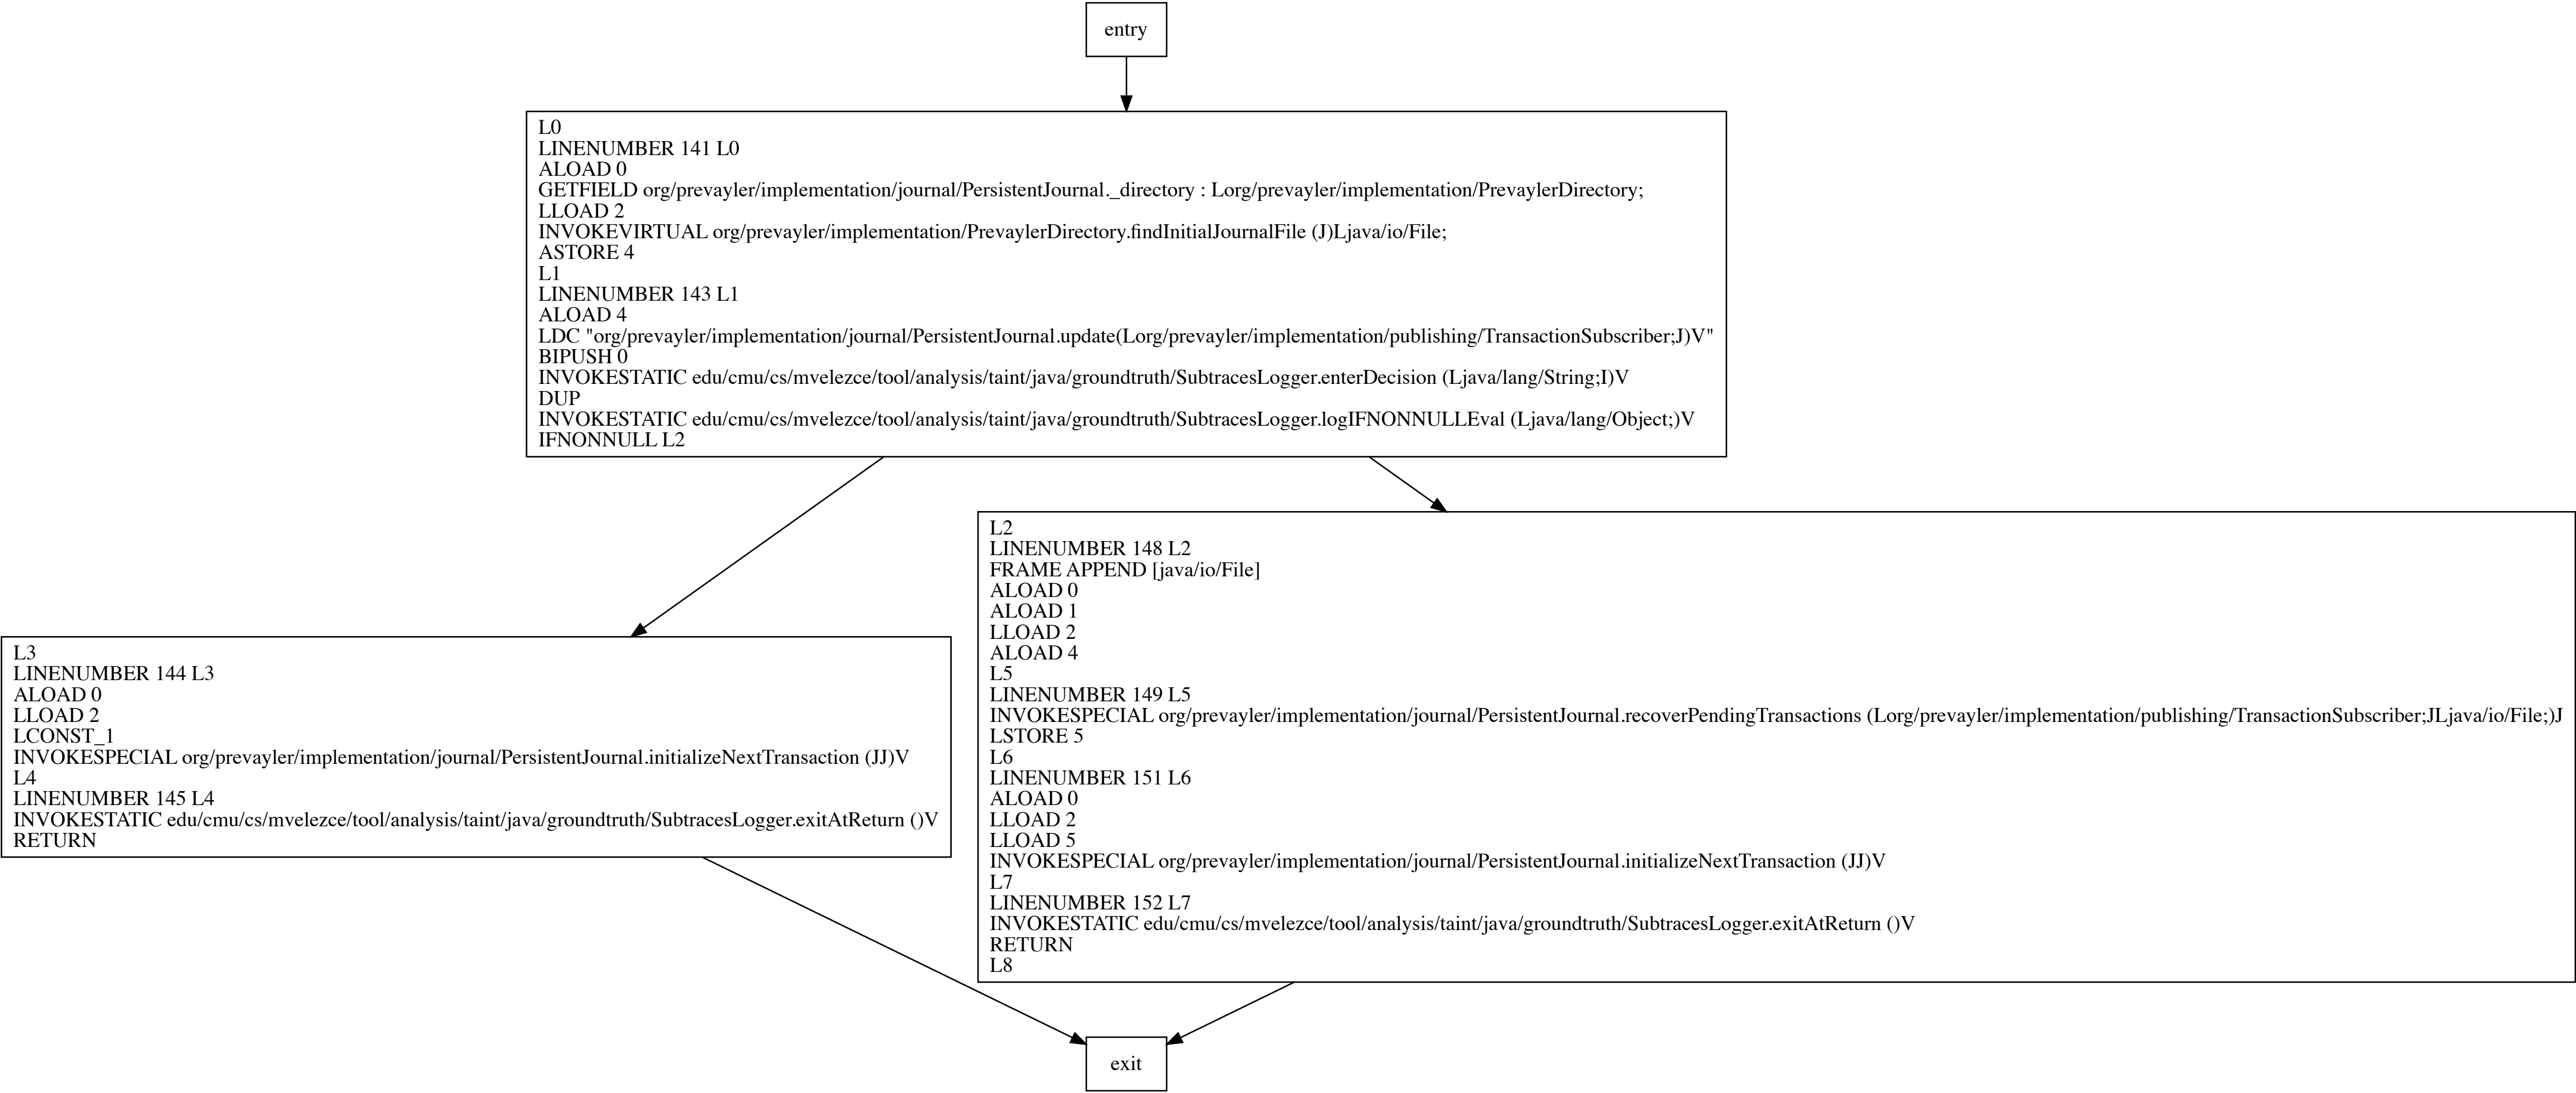 entry
L0
LINENUMBER 141 L0
ALOAD 0
GETFIELD org/prevayler/implementation/journal/PersistentJournal._directory : Lorg/prevayler/implementation/PrevaylerDirectory;
LLOAD 2
INVOKEVIRTUAL org/prevayler/implementation/PrevaylerDirectory.findInitialJournalFile (J)Ljava/io/File;
ASTORE 4
L1
LINENUMBER 143 L1
ALOAD 4
LDC "org/prevayler/implementation/journal/PersistentJournal.update(Lorg/prevayler/implementation/publishing/TransactionSubscriber;J)V"
BIPUSH 0
INVOKESTATIC edu/cmu/cs/mvelezce/tool/analysis/taint/java/groundtruth/SubtracesLogger.enterDecision (Ljava/lang/String;I)V
DUP
INVOKESTATIC edu/cmu/cs/mvelezce/tool/analysis/taint/java/groundtruth/SubtracesLogger.logIFNONNULLEval (Ljava/lang/Object;)V
IFNONNULL L2
L3
LINENUMBER 144 L3
ALOAD 0
LLOAD 2
LCONST_1
INVOKESPECIAL org/prevayler/implementation/journal/PersistentJournal.initializeNextTransaction (JJ)V
L4
LINENUMBER 145 L4
INVOKESTATIC edu/cmu/cs/mvelezce/tool/analysis/taint/java/groundtruth/SubtracesLogger.exitAtReturn ()V
RETURN
L2
LINENUMBER 148 L2
FRAME APPEND [java/io/File]
ALOAD 0
ALOAD 1
LLOAD 2
ALOAD 4
L5
LINENUMBER 149 L5
INVOKESPECIAL org/prevayler/implementation/journal/PersistentJournal.recoverPendingTransactions (Lorg/prevayler/implementation/publishing/TransactionSubscriber;JLjava/io/File;)J
LSTORE 5
L6
LINENUMBER 151 L6
ALOAD 0
LLOAD 2
LLOAD 5
INVOKESPECIAL org/prevayler/implementation/journal/PersistentJournal.initializeNextTransaction (JJ)V
L7
LINENUMBER 152 L7
INVOKESTATIC edu/cmu/cs/mvelezce/tool/analysis/taint/java/groundtruth/SubtracesLogger.exitAtReturn ()V
RETURN
L8
exit